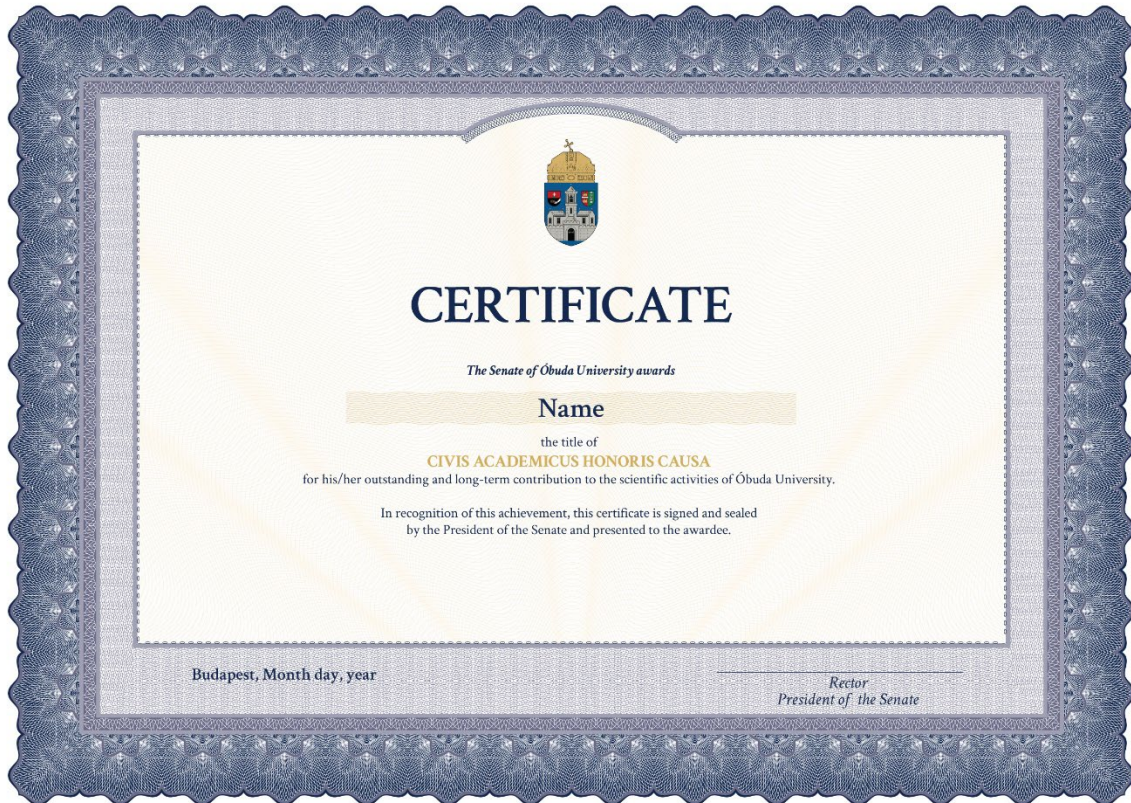 CERTIFICATE
The Senate of Óbuda University awards
Name
the title of
CIVIS ACADEMICUS HONORIS CAUSA
for his/her outstanding and long-term contribution to the scientific activities of Óbuda University.
In recognition of this achievement, this certificate is signed and sealed
by the President of the Senate and presented to the awardee.
Budapest, Month day, year
Rector
President of the Senate